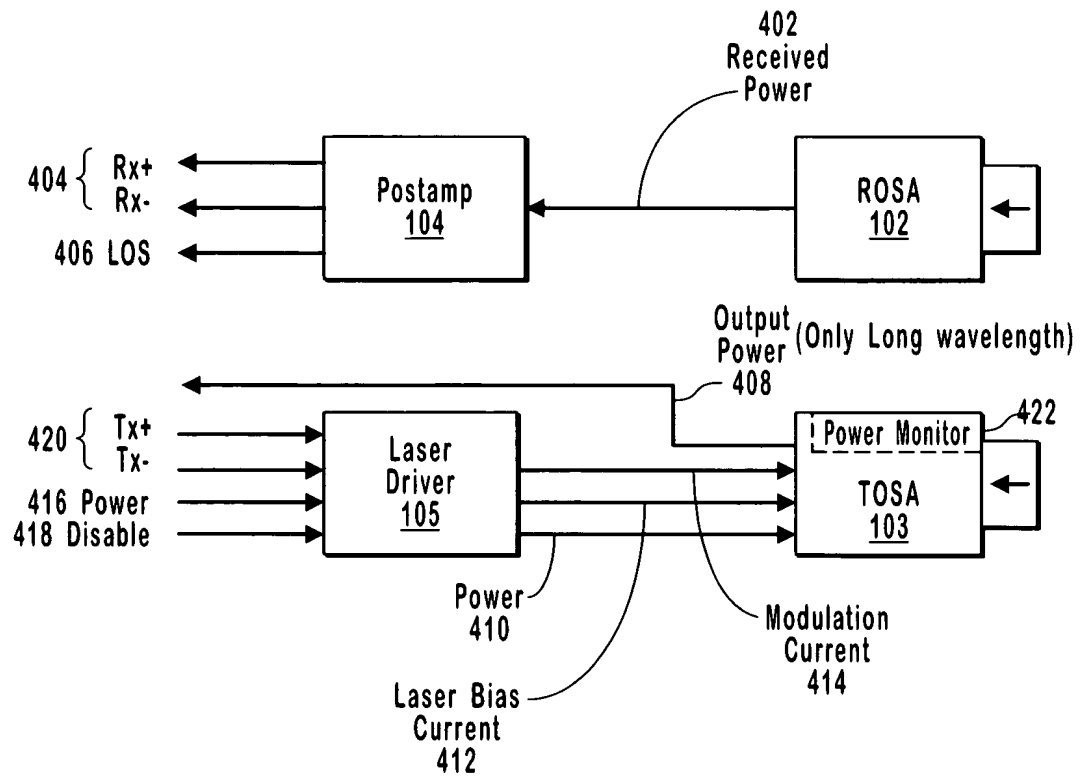 402
Received
Power
404 { Rx+
Rx-
406 LOS
Postamp
104
ROSA
102
Output
Power
408
(Only Long wavelength)
420 { Tx+
Tx-
416 Power
418 Disable
Laser
Driver
105
Power Monitor
422
TOSA
103
Power
410
Modulation
Current
414
Laser Bias
Current
412